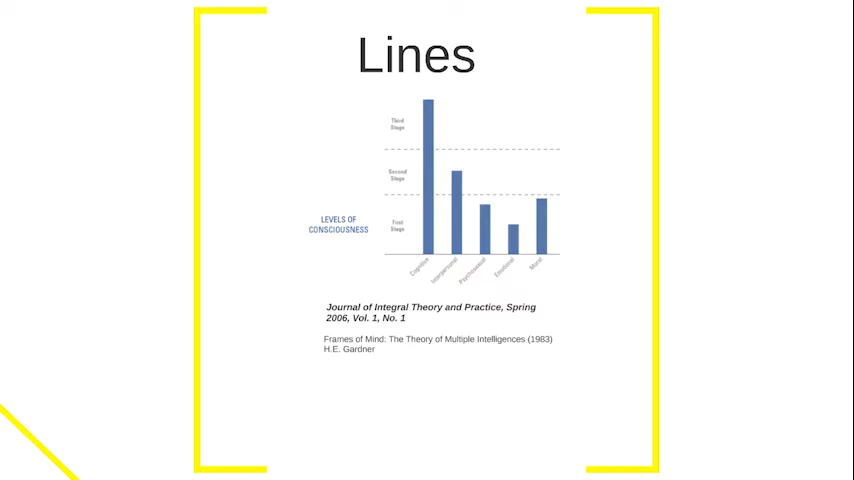 Lines
Third
Stage
Second
Stage
First
Stage
LEVELS OF
CONSCIOUSNESS
Cognitive
Interpersonal
Psychosexual
Emotional
Moral
Journal of Integral Theory and Practice, Spring
2006, Vol. 1, No. 1
Frames of Mind: The Theory of Multiple Intelligences (1983)
H.E. Gardner